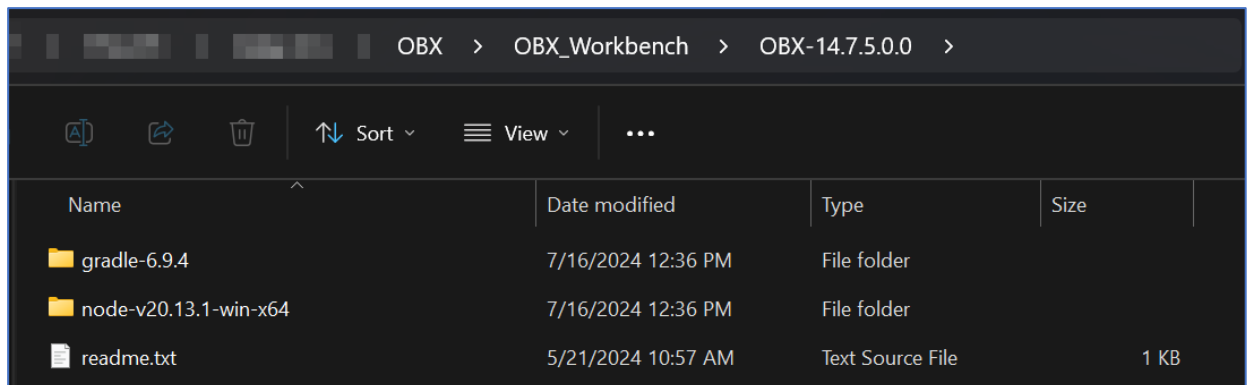 OBX > OBX_Workbench > OBX-14.7.5.0.0 >
Sort View ...
Name Date modified Type Size
gradle-6.9.4 7/16/2024 12:36 PM File folder
node-v20.13.1-win-x64 7/16/2024 12:36 PM File folder
readme.txt 5/21/2024 10:57 AM Text Source File 1 KB